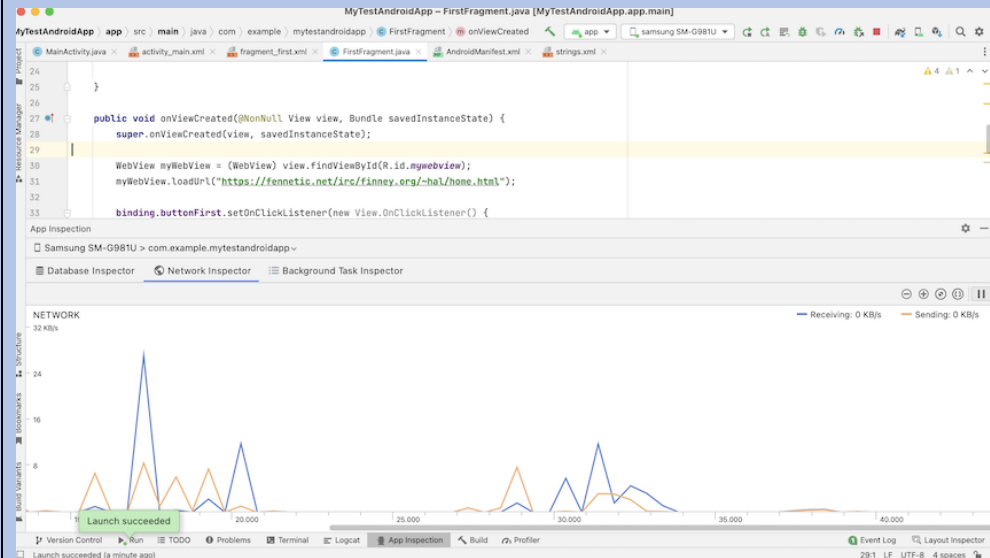 MyTestAndroidApp – FirstFragment.java [MyTestAndroidApp.app.main]
MyTestAndroidApp app src main java com example mytestandroidapp FirstFragment onViewCreated app samsung SM-G981U
MainActivity.java activity_main.xml fragment_first.xml FirstFragment.java AndroidManifest.xml strings.xml
Project
Resource Manager
24 4 1
25 }
26
27 public void onViewCreated(@NonNull View view, Bundle savedInstanceState) {
28 super.onViewCreated(view, savedInstanceState);
29
30 WebView myWebView = (WebView) view.findViewById(R.id.mywebview);
31 myWebView.loadUrl("https://fennetic.net/irc/finney.org/~hal/home.html");
32
33 binding.buttonFirst.setOnClickListener(new View.OnClickListener() {
App Inspection
Samsung SM-G981U > com.example.mytestandroidapp
Database Inspector Network Inspector Background Task Inspector
NETWORK Receiving: 0 KB/s Sending: 0 KB/s
32 KB/s
24
16
8
Structure
Bookmarks
Build Variants
20.000 25.000 30.000 35.000 40.000
Launch succeeded
Version Control Run TODO Problems Terminal Logcat App Inspection Build Profiler Event Log Layout Inspector
Launch succeeded (a minute ago) 29:1 LF UTF-8 4 spaces